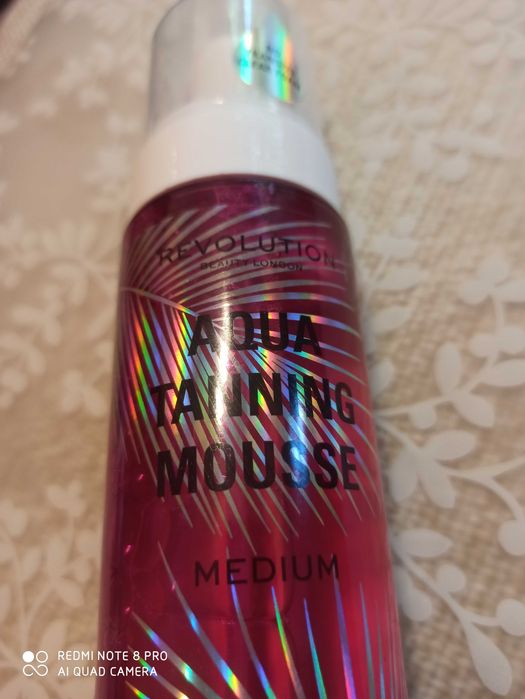 REVOLUTION
BEAUTY LONDON
AQUA
TANNING
MOUSSE
MEDIUM
REDMI NOTE 8 PRO
AI QUAD CAMERA